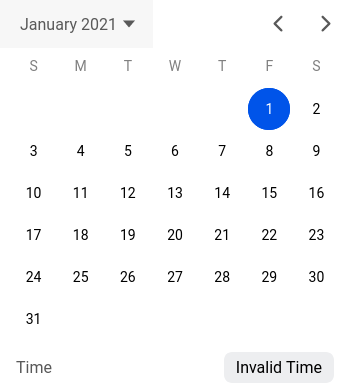 January 2021
S M T W T F S
1 2
3 4 5 6 7 8 9
10 11 12 13 14 15 16
17 18 19 20 21 22 23
24 25 26 27 28 29 30
31
Time Invalid Time